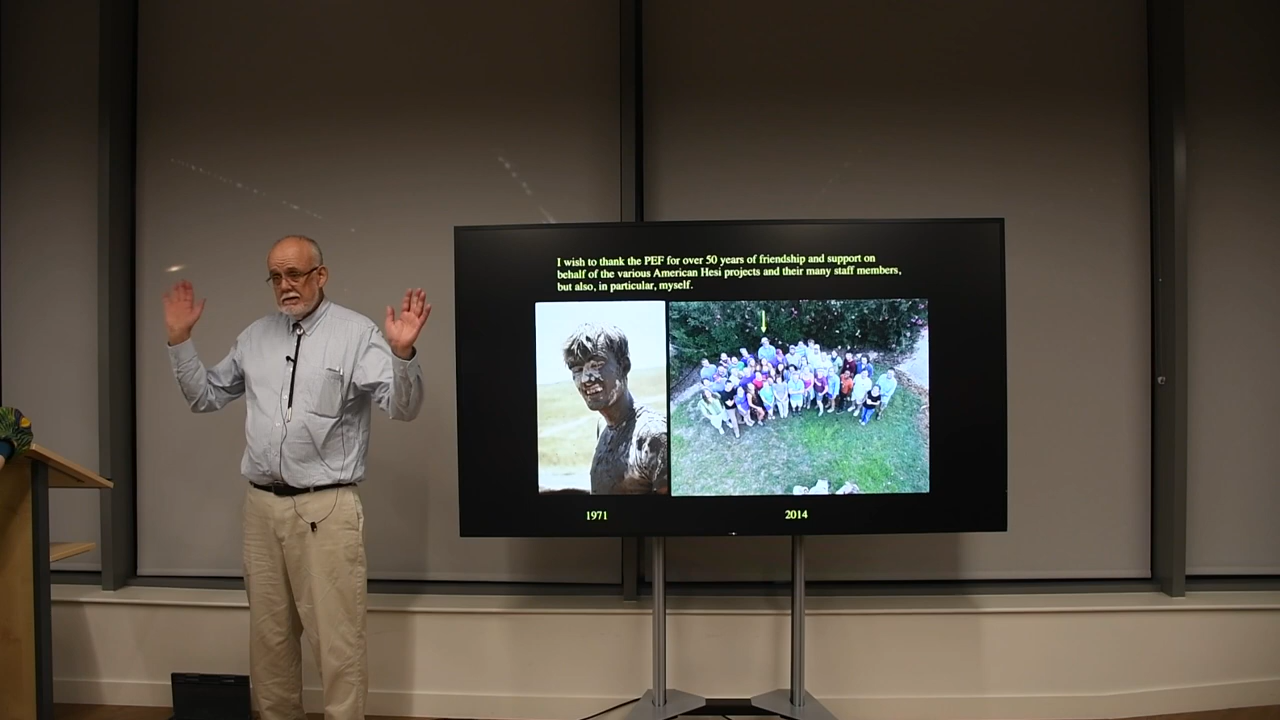 I wish to thank the PEF for over 50 years of friendship and support on
behalf of the various American Hesi projects and their many staff members,
but also, in particular, myself.
1971
2014